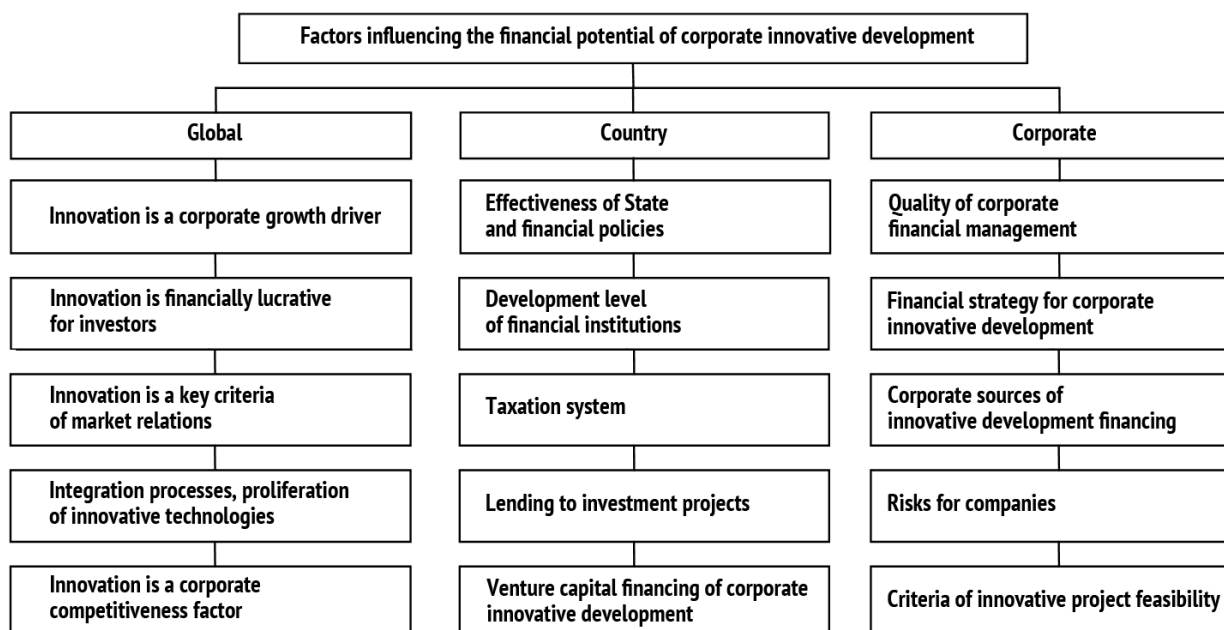 Factors influencing the financial potential of corporate innovative development
Global
Country
Corporate
Innovation is a corporate growth driver
Effectiveness of State
and financial policies
Quality of corporate
financial management
Innovation is financially lucrative
for investors
Development level
of financial institutions
Financial strategy for corporate
innovative development
Innovation is a key criteria
of market relations
Taxation system
Corporate sources of
innovative development financing
Integration processes, proliferation
of innovative technologies
Lending to investment projects
Risks for companies
Innovation is a corporate
competitiveness factor
Venture capital financing of corporate
innovative development
Criteria of innovative project feasibility